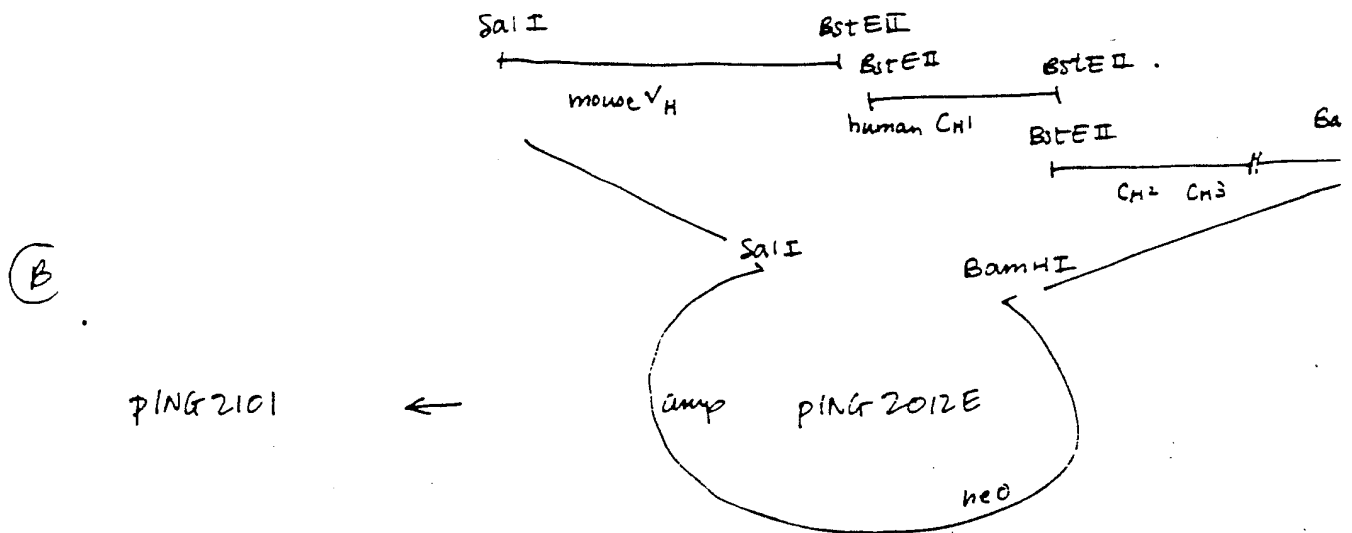 Sal I BstE II
BstE II BstE II .
mouse VH
human CH1
BstE II Ba
CH2 CH3
Sal I
BamHI
B
pING2101 ← amp pING2012E
neo